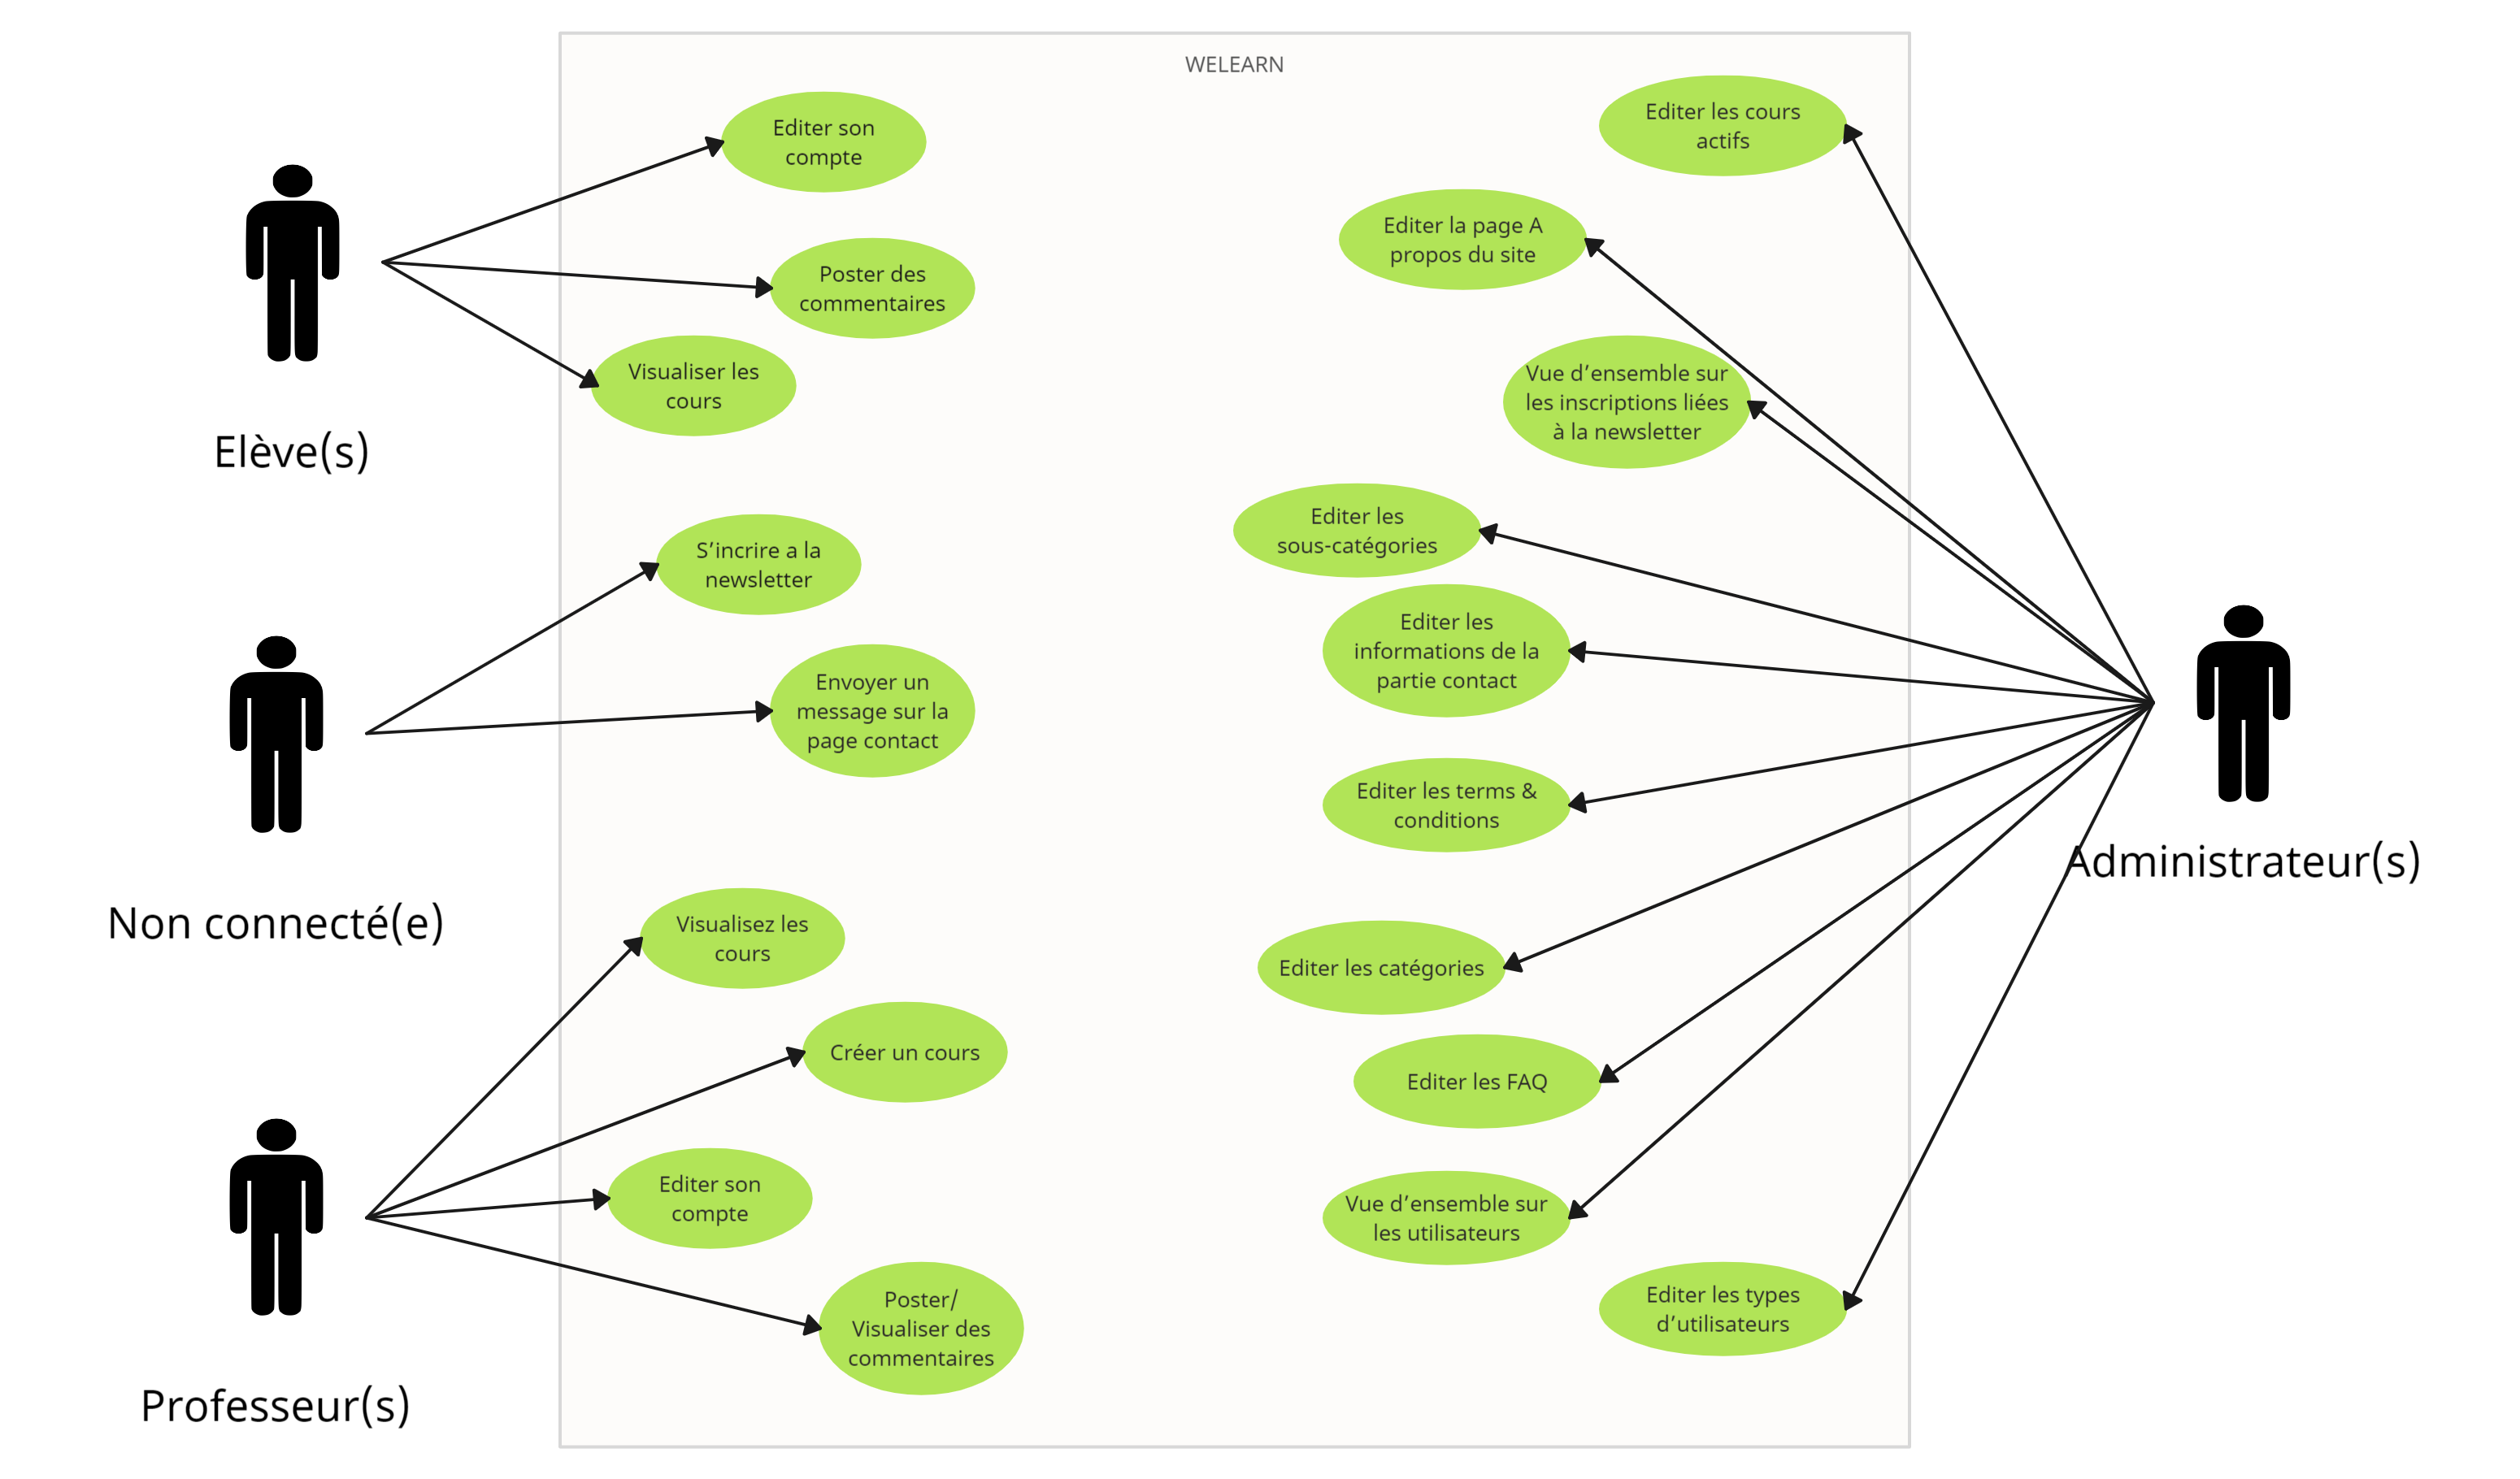 WELEARN
Editer son
compte
Poster des
commentaires
Visualiser les
cours
Elève(s)
S’incrire a la
newsletter
Envoyer un
message sur la
page contact
Non connecté(e)
Visualisez les
cours
Créer un cours
Editer son
compte
Poster/
Visualiser des
commentaires
Professeur(s)
Editer les cours
actifs
Editer la page A
propos du site
Vue d’ensemble sur
les inscriptions liées
à la newsletter
Editer les
sous-catégories
Editer les
informations de la
partie contact
Editer les terms &
conditions
Editer les catégories
Editer les FAQ
Vue d’ensemble sur
les utilisateurs
Editer les types
d’utilisateurs
Administrateur(s)